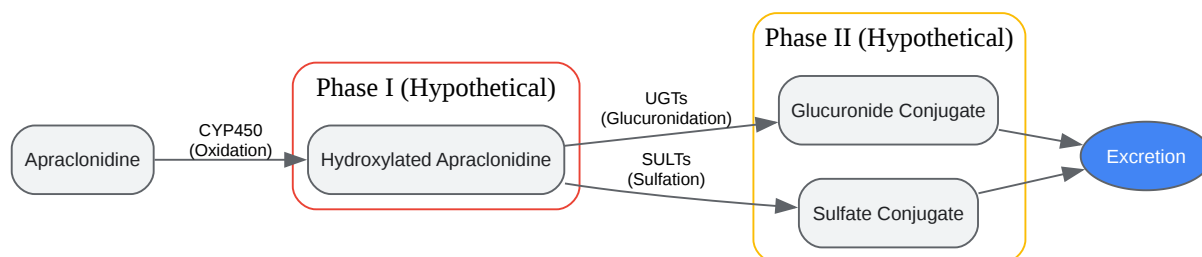 Apraclonidine
CYP450
(Oxidation)
Phase I (Hypothetical)
Hydroxylated Apraclonidine
UGTs
(Glucuronidation)
SULTs
(Sulfation)
Phase II (Hypothetical)
Glucuronide Conjugate
Sulfate Conjugate
Excretion